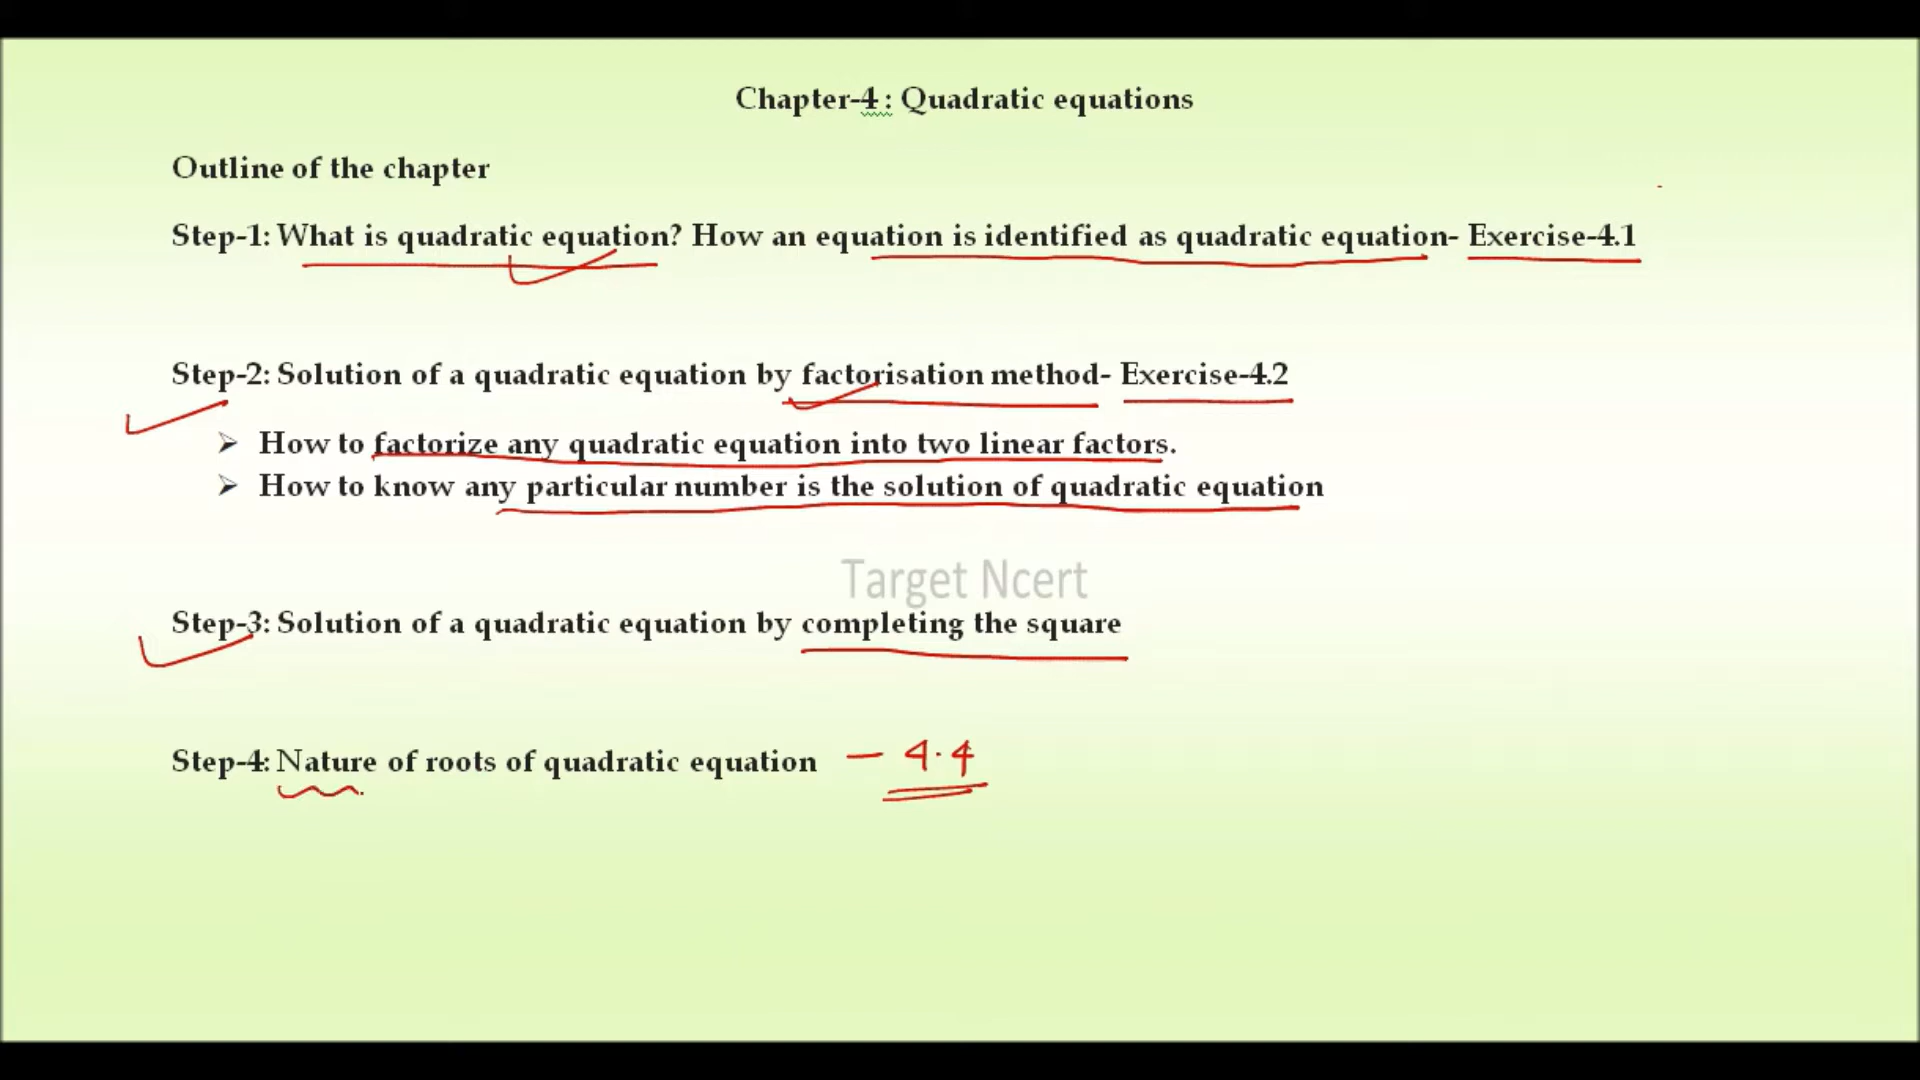 Chapter-4 : Quadratic equations
Outline of the chapter
Step-1: What is quadratic equation? How an equation is identified as quadratic equation- Exercise-4.1
Step-2: Solution of a quadratic equation by factorisation method- Exercise-4.2
➢ How to factorize any quadratic equation into two linear factors.
➢ How to know any particular number is the solution of quadratic equation
Target Ncert
Step-3: Solution of a quadratic equation by completing the square
Step-4: Nature of roots of quadratic equation — 4.4